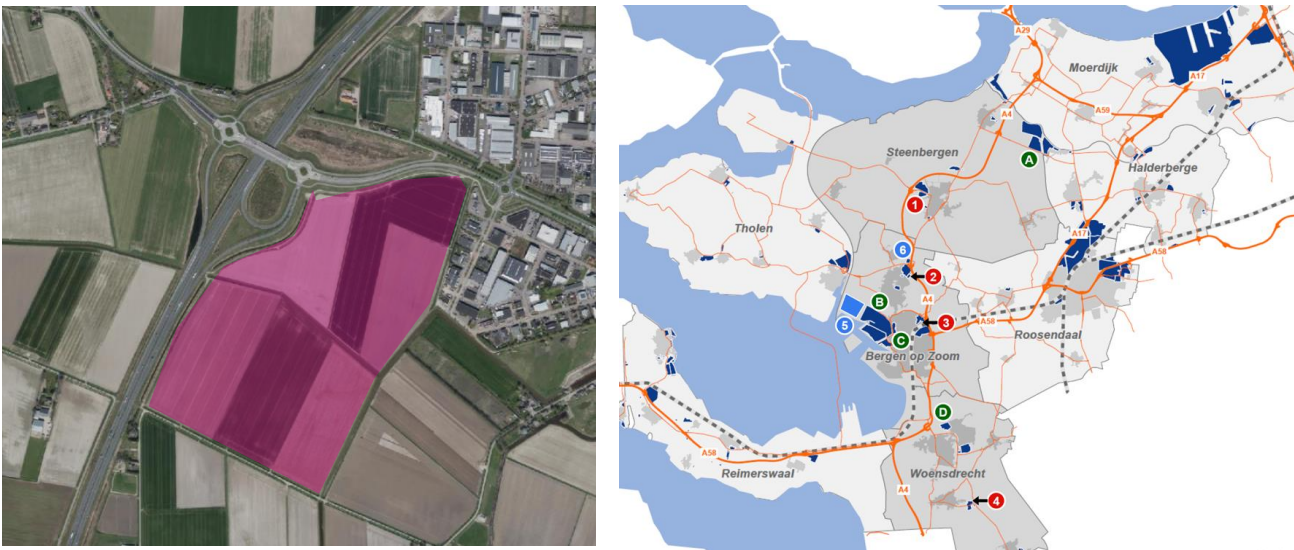 A29
Moerdijk
A17
A4
A59
Steenbergen
A
Halderberge
1
Tholen
A17
6
A58
2
B
A4
5
3
A58
C
Roosendaal
Bergen op Zoom
D
A58
Reimerswaal
Woensdrecht
A4
4